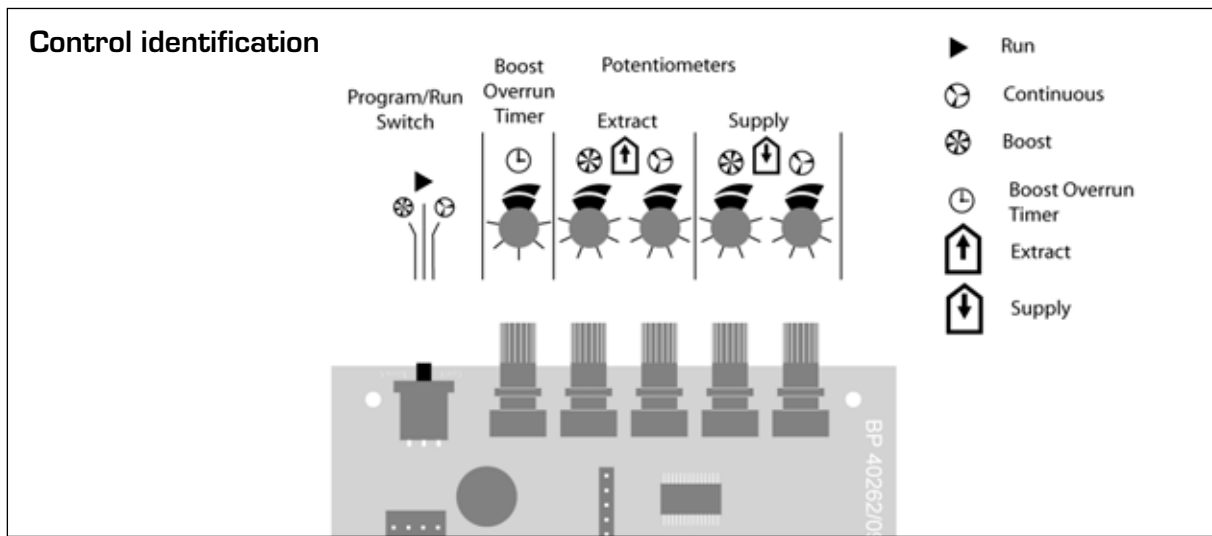 Control identification
Program/Run
Switch
Boost
Overrun
Timer
Potentiometers
Extract
Supply
Run
Continuous
Boost
Boost Overrun
Timer
Extract
Supply
BP 40262/09